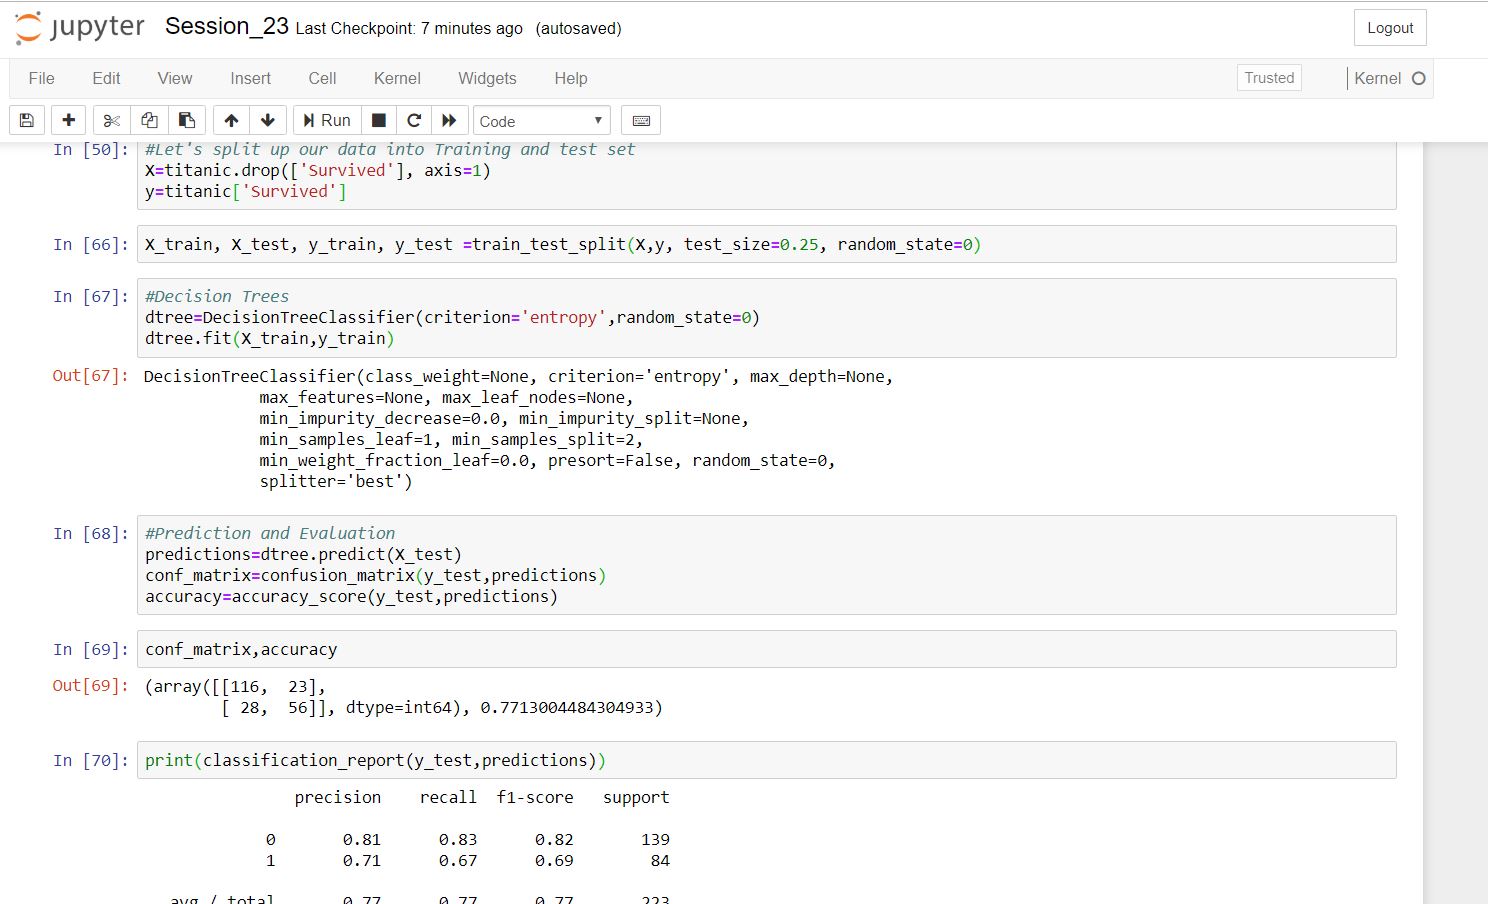 jupyter Session_23 Last Checkpoint: 7 minutes ago (autosaved) Logout
File Edit View Insert Cell Kernel Widgets Help Trusted Kernel
Run Code
In [50]: #Let's split up our data into Training and test set
X=titanic.drop(['Survived'], axis=1)
y=titanic['Survived']
In [66]: X_train, X_test, y_train, y_test =train_test_split(X,y, test_size=0.25, random_state=0)
In [67]: #Decision Trees
dtree=DecisionTreeClassifier(criterion='entropy',random_state=0)
dtree.fit(X_train,y_train)
Out[67]: DecisionTreeClassifier(class_weight=None, criterion='entropy', max_depth=None,
max_features=None, max_leaf_nodes=None,
min_impurity_decrease=0.0, min_impurity_split=None,
min_samples_leaf=1, min_samples_split=2,
min_weight_fraction_leaf=0.0, presort=False, random_state=0,
splitter='best')
In [68]: #Prediction and Evaluation
predictions=dtree.predict(X_test)
conf_matrix=confusion_matrix(y_test,predictions)
accuracy=accuracy_score(y_test,predictions)
In [69]: conf_matrix,accuracy
Out[69]: (array([[116, 23],
[ 28, 56]], dtype=int64), 0.7713004484304933)
In [70]: print(classification_report(y_test,predictions))
precision recall f1-score support
0 0.81 0.83 0.82 139
1 0.71 0.67 0.69 84
avg / total 0.77 0.77 0.77 223